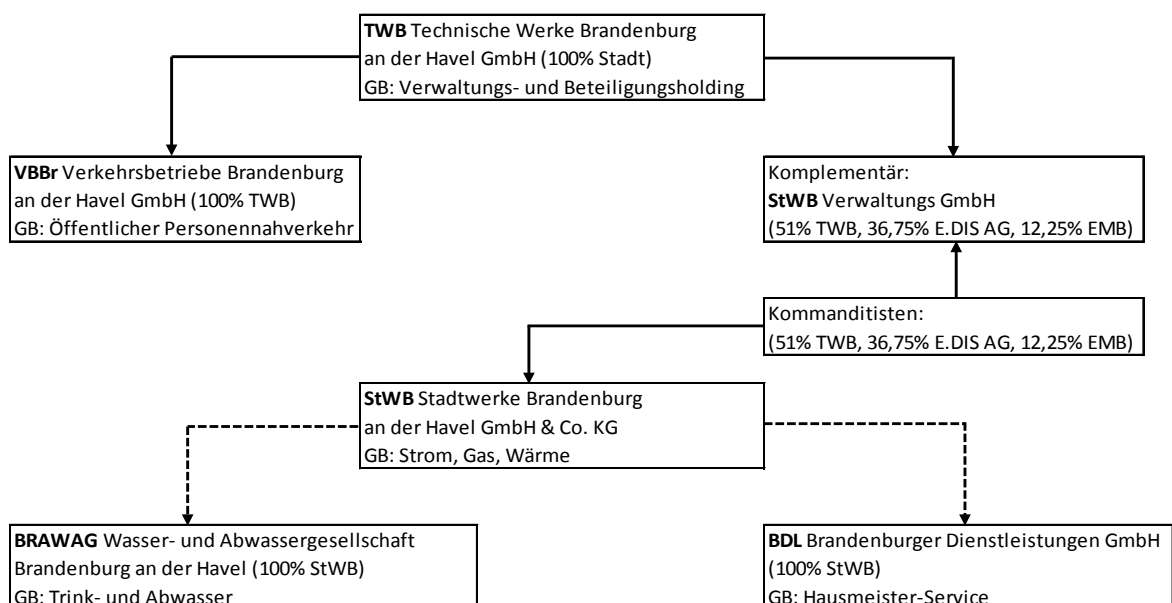 TWB Technische Werke Brandenburg
an der Havel GmbH (100% Stadt)
GB: Verwaltungs- und Beteiligungsholding
VBBr Verkehrsbetriebe Brandenburg
an der Havel GmbH (100% TWB)
GB: Öffentlicher Personennahverkehr
Komplementär:
StWB Verwaltungs GmbH
(51% TWB, 36,75% E.DIS AG, 12,25% EMB)
Kommanditisten:
(51% TWB, 36,75% E.DIS AG, 12,25% EMB)
StWB Stadtwerke Brandenburg
an der Havel GmbH & Co. KG
GB: Strom, Gas, Wärme
BRAWAG Wasser- und Abwassergesellschaft
Brandenburg an der Havel (100% StWB)
GB: Trink- und Abwasser
BDL Brandenburger Dienstleistungen GmbH
(100% StWB)
GB: Hausmeister-Service